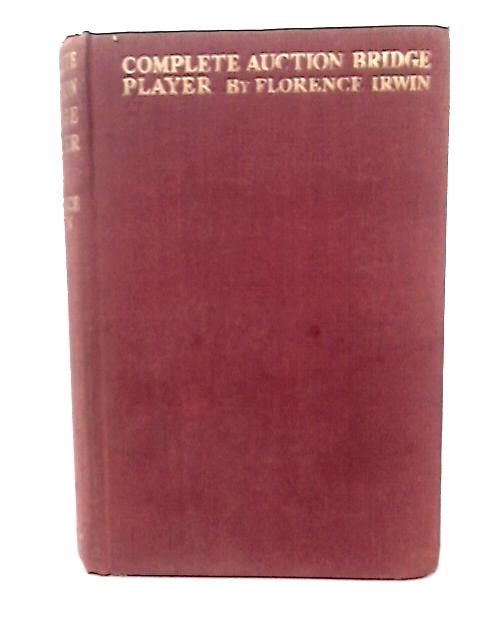 COMPLETE AUCTION BRIDGE
PLAYER BY FLORENCE IRWIN